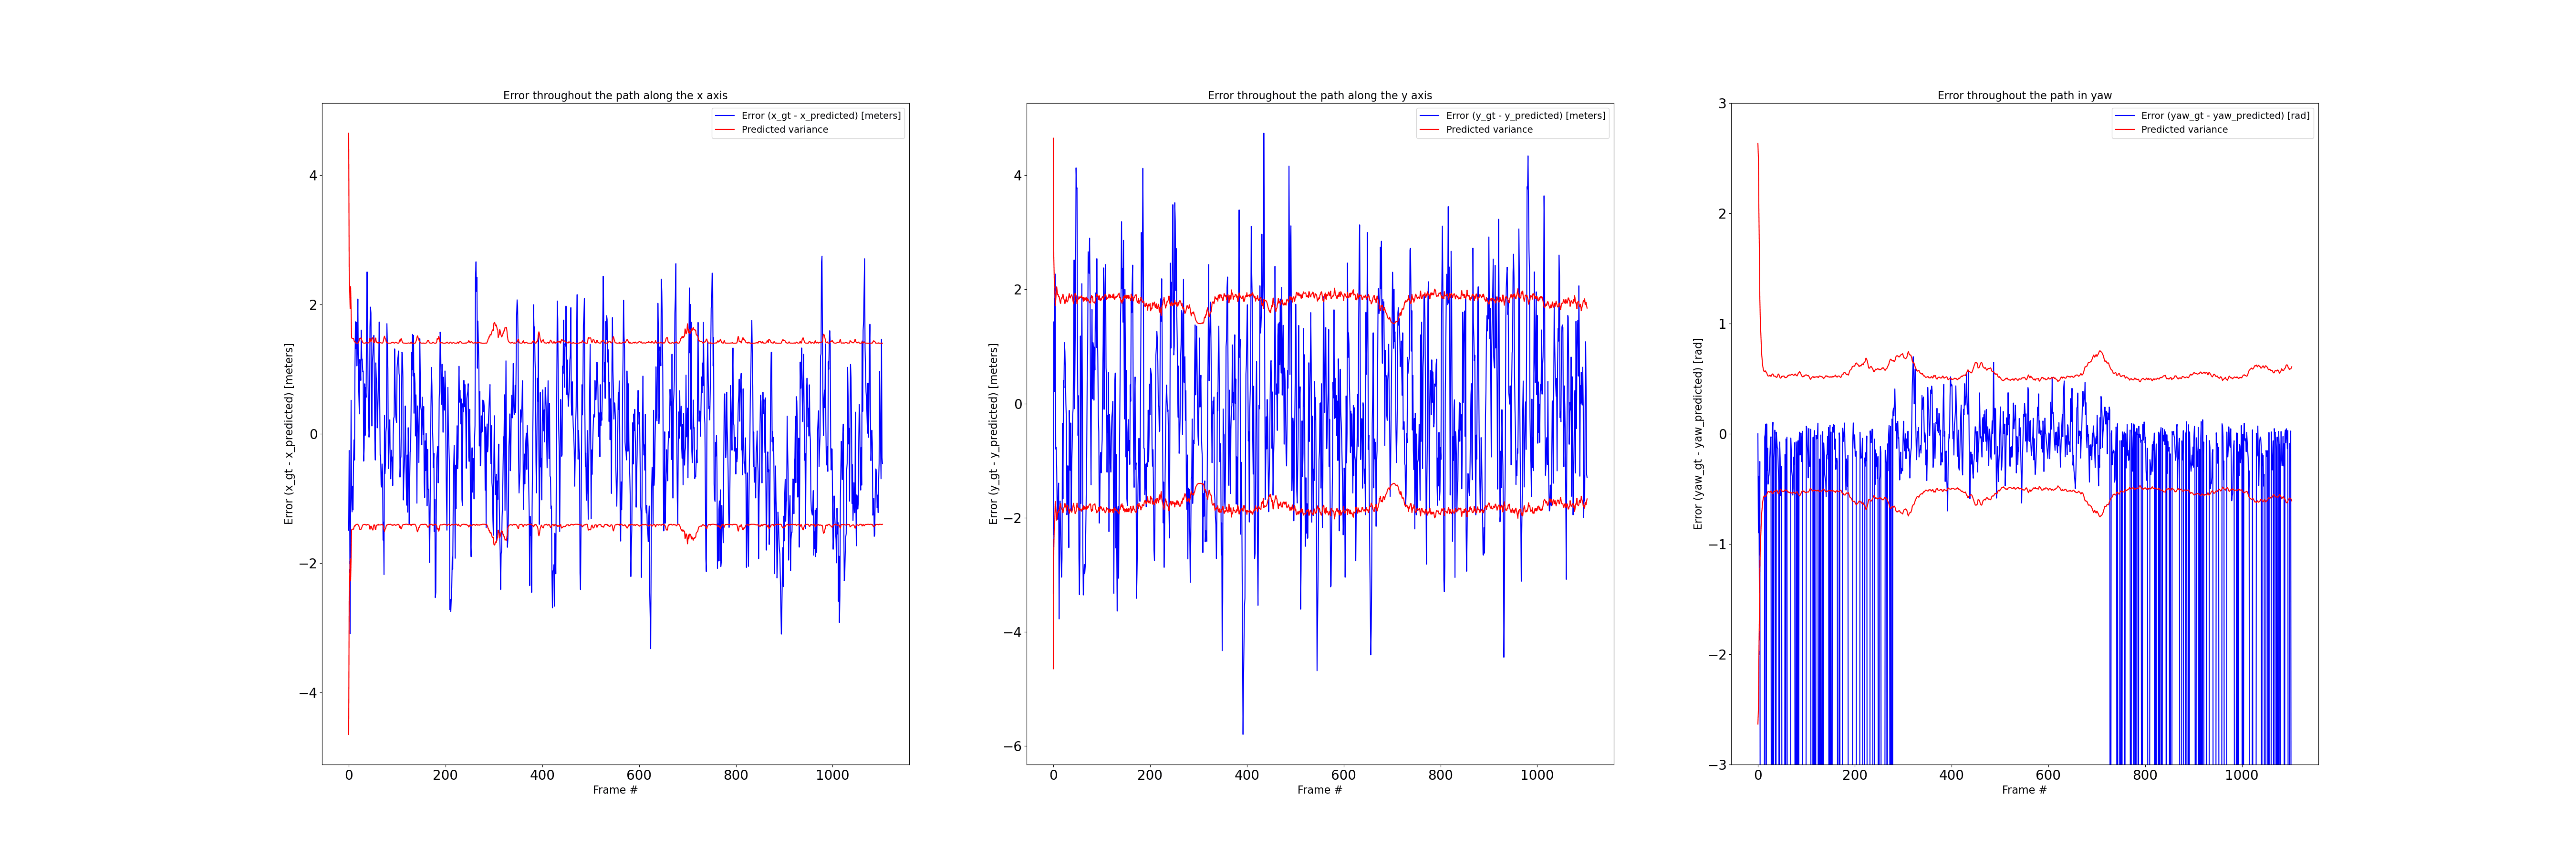 Error throughout the path along the x axis
Error (x_gt - x_predicted) [meters]
Predicted variance
4
2
0
−2
−4
Error (x_gt - x_predicted) [meters]
0 200 400 600 800 1000
Frame #
Error throughout the path along the y axis
Error (y_gt - y_predicted) [meters]
Predicted variance
4
2
0
−2
−4
−6
Error (y_gt - y_predicted) [meters]
0 200 400 600 800 1000
Frame #
Error throughout the path in yaw
Error (yaw_gt - yaw_predicted) [rad]
Predicted variance
3
2
1
0
−1
−2
−3
Error (yaw_gt - yaw_predicted) [rad]
0 200 400 600 800 1000
Frame #